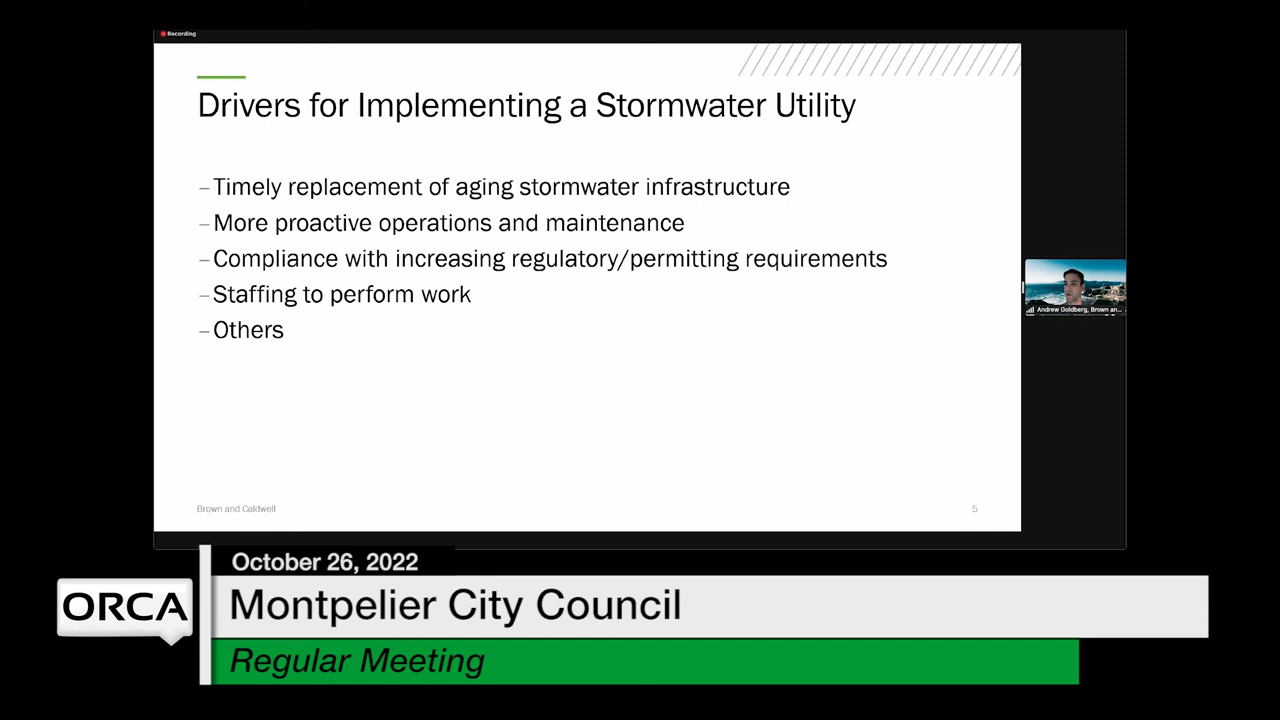 Recording
Drivers for Implementing a Stormwater Utility
–Timely replacement of aging stormwater infrastructure
–More proactive operations and maintenance
–Compliance with increasing regulatory/permitting requirements
–Staffing to perform work
–Others
Andrew Goldberg, Brown an...
Brown and Caldwell
5
October 26, 2022
ORCA
Montpelier City Council
Regular Meeting